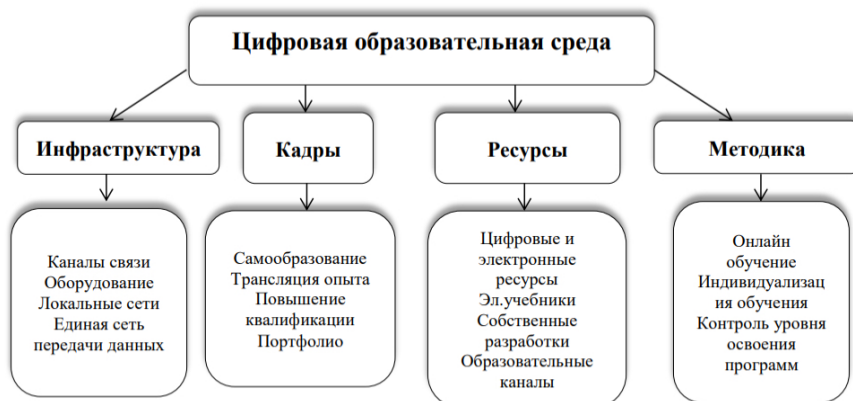 Цифровая образовательная среда
Инфраструктура
Кадры
Ресурсы
Методика
Каналы связи
Оборудование
Локальные сети
Единая сеть
передачи данных
Самообразование
Трансляция опыта
Повышение
квалификации
Портфолио
Цифровые и
электронные
ресурсы
Эл.учебники
Собственные
разработки
Образовательные
каналы
Онлайн
обучение
Индивидуализац
ия обучения
Контроль уровня
освоения
программ